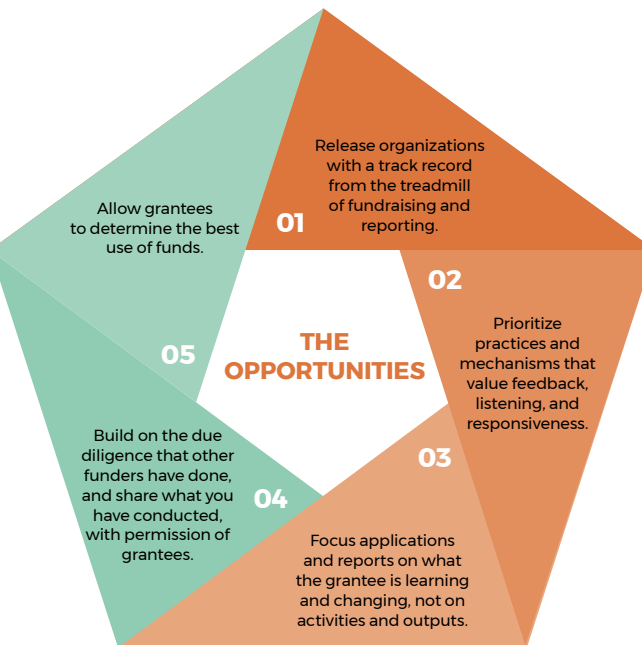 THE
OPPORTUNITIES
01
Release organizations
with a track record
from the treadmill
of fundraising and
reporting.
02
Prioritize
practices and
mechanisms that
value feedback,
listening, and
responsiveness.
03
Focus applications
and reports on what
the grantee is learning
and changing, not on
activities and outputs.
04
Build on the due
diligence that other
funders have done,
and share what you
have conducted,
with permission of
grantees.
05
Allow grantees
to determine the best
use of funds.